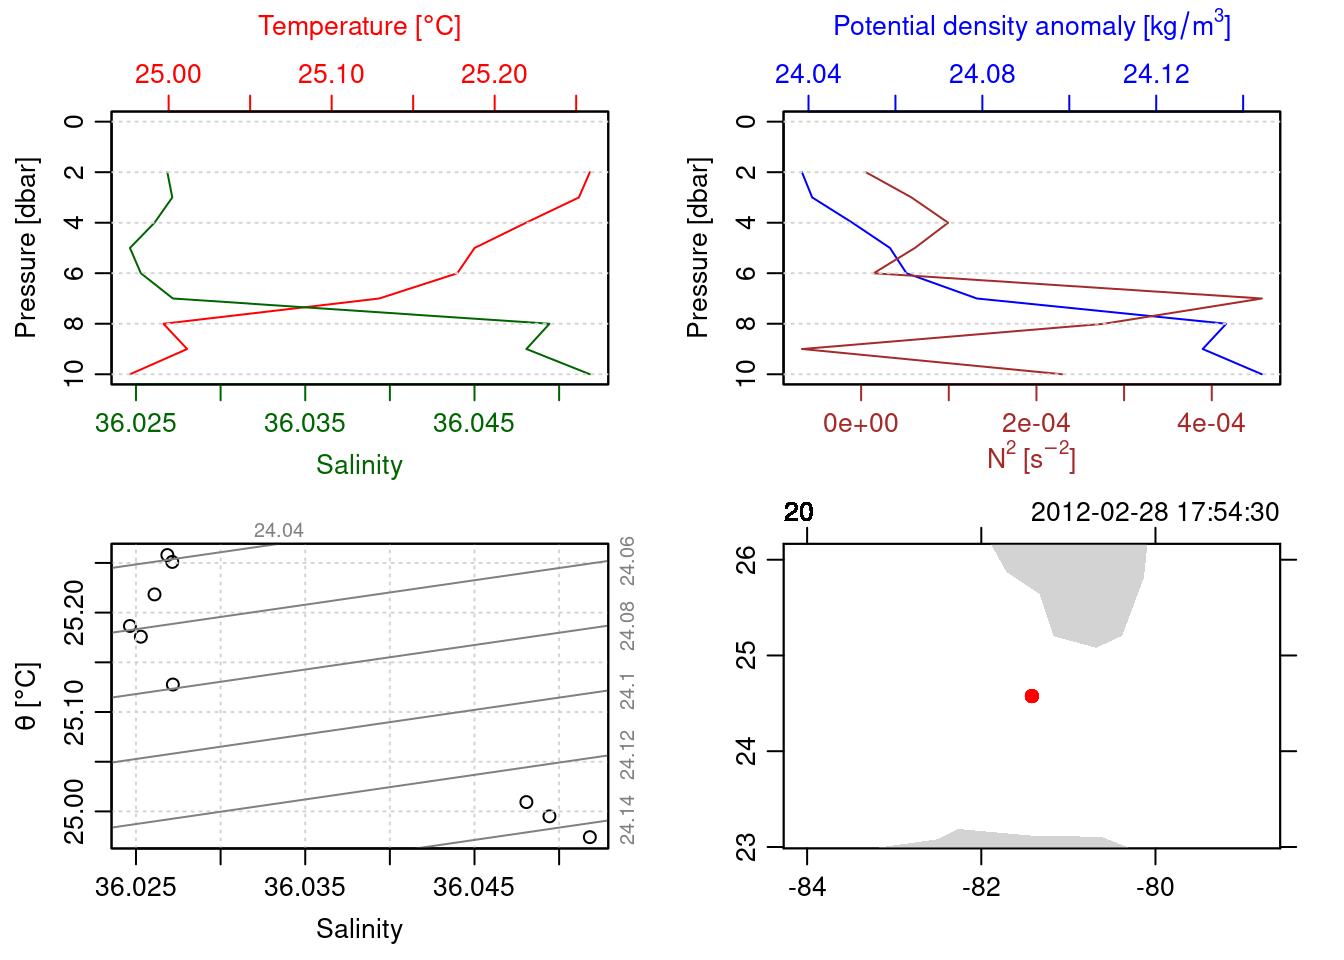 Temperature [°C]
25.00 25.10 25.20
Pressure [dbar]
0 2 4 6 8 10
36.025 36.035 36.045
Salinity
Potential density anomaly [kg/m³]
24.04 24.08 24.12
Pressure [dbar]
0 2 4 6 8 10
0e+00 2e-04 4e-04
N² [s⁻²]
24.04
24.06
24.08
24.1
24.12
24.14
θ [°C]
25.00 25.10 25.20
36.025 36.035 36.045
Salinity
20 2012-02-28 17:54:30
23 24 25 26
-84 -82 -80